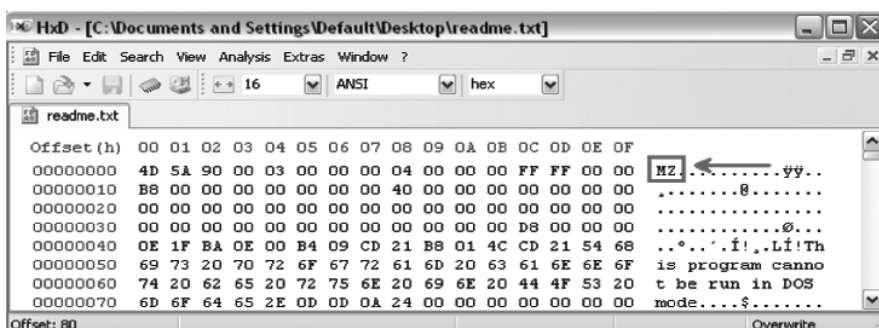 HxD - [C:\Documents and Settings\Default\Desktop\readme.txt]
File Edit Search View Analysis Extras Window ?
16 ANSI hex
readme.txt
Offset(h) 00 01 02 03 04 05 06 07 08 09 0A 0B 0C 0D 0E 0F
00000000 4D 5A 90 00 03 00 00 00 04 00 00 00 FF FF 00 00 MZ..........ÿÿ..
00000010 B8 00 00 00 00 00 00 00 40 00 00 00 00 00 00 00 ¸.......@.......
00000020 00 00 00 00 00 00 00 00 00 00 00 00 00 00 00 00 ................
00000030 00 00 00 00 00 00 00 00 00 00 00 00 D8 00 00 00 ............Ø...
00000040 0E 1F BA 0E 00 B4 09 CD 21 B8 01 4C CD 21 54 68 ..º..´.Í!¸.LÍ!Th
00000050 69 73 20 70 72 6F 67 72 61 6D 20 63 61 6E 6E 6F is program canno
00000060 74 20 62 65 20 72 75 6E 20 69 6E 20 44 4F 53 20 t be run in DOS
00000070 6D 6F 64 65 2E 0D 0D 0A 24 00 00 00 00 00 00 00 mode....$.......
Offset: 80 Overwrite